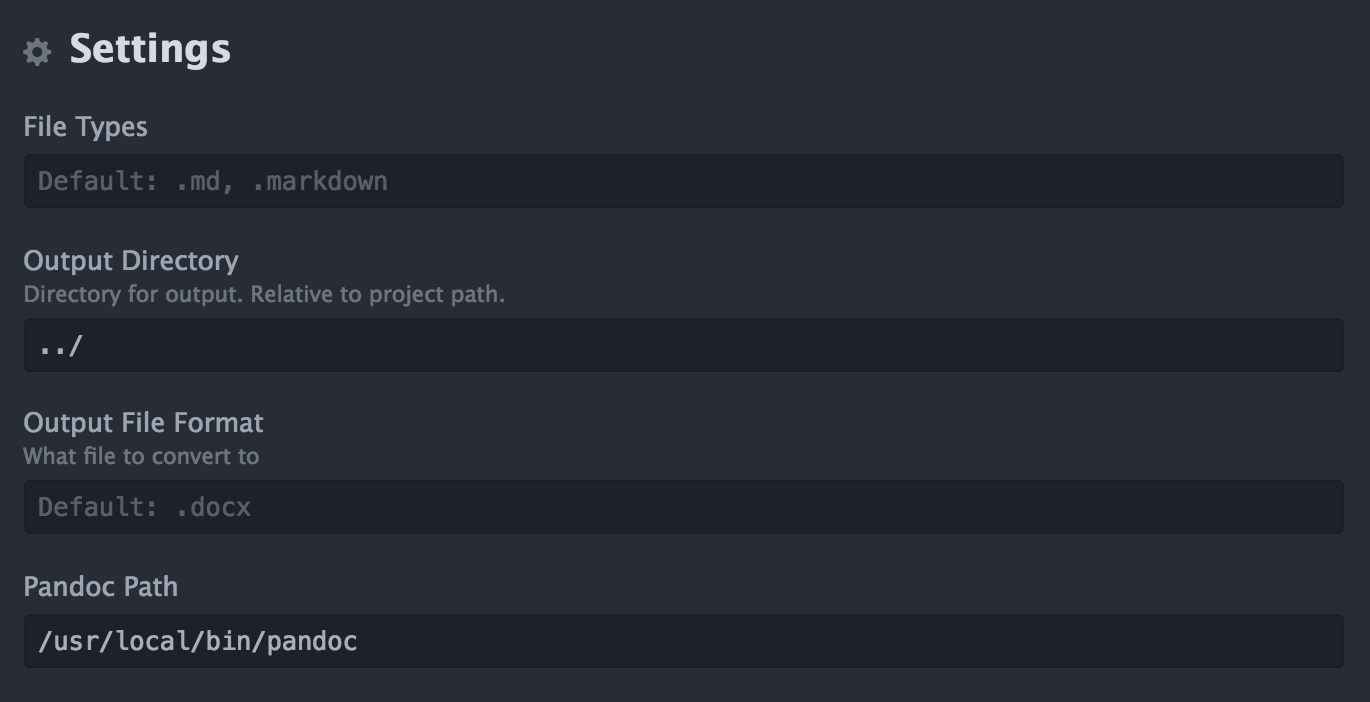 Settings
File Types
Default: .md, .markdown
Output Directory
Directory for output. Relative to project path.
../
Output File Format
What file to convert to
Default: .docx
Pandoc Path
/usr/local/bin/pandoc